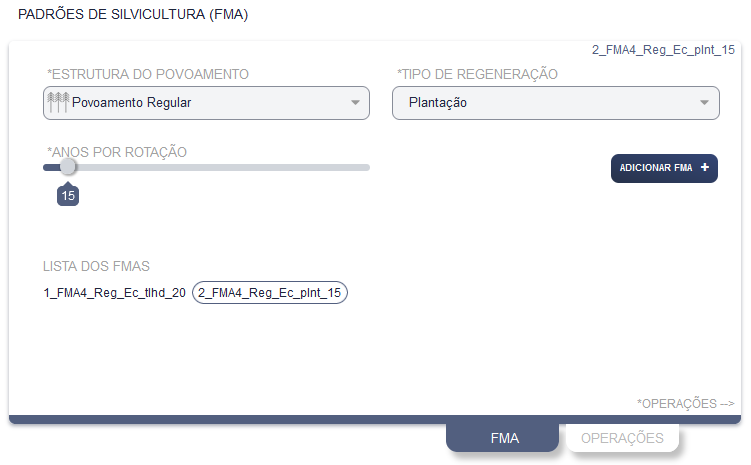 PADRÕES DE SILVICULTURA (FMA)
2_FMA4_Reg_Ec_plnt_15
*ESTRUTURA DO POVOAMENTO *TIPO DE REGENERAÇÃO
Povoamento Regular Plantação
*ANOS POR ROTAÇÃO
ADICIONAR FMA +
15
LISTA DOS FMAS
1_FMA4_Reg_Ec_tlhd_20 2_FMA4_Reg_Ec_plnt_15
*OPERAÇÕES -->
FMA OPERAÇÕES